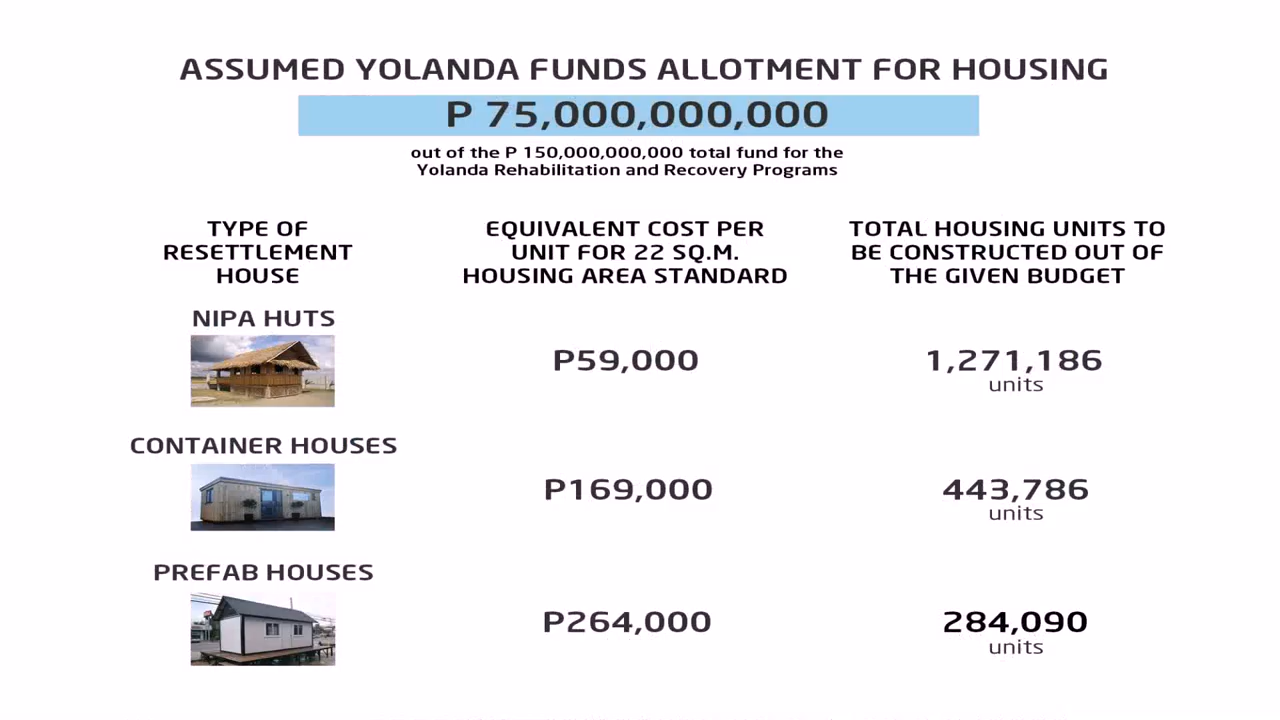 ASSUMED YOLANDA FUNDS ALLOTMENT FOR HOUSING
P 75,000,000,000
out of the P 150,000,000,000 total fund for the
Yolanda Rehabilitation and Recovery Programs
TYPE OF
RESETTLEMENT
HOUSE
EQUIVALENT COST PER
UNIT FOR 22 SQ.M.
HOUSING AREA STANDARD
TOTAL HOUSING UNITS TO
BE CONSTRUCTED OUT OF
THE GIVEN BUDGET
NIPA HUTS
P59,000
1,271,186
units
CONTAINER HOUSES
P169,000
443,786
units
PREFAB HOUSES
P264,000
284,090
units